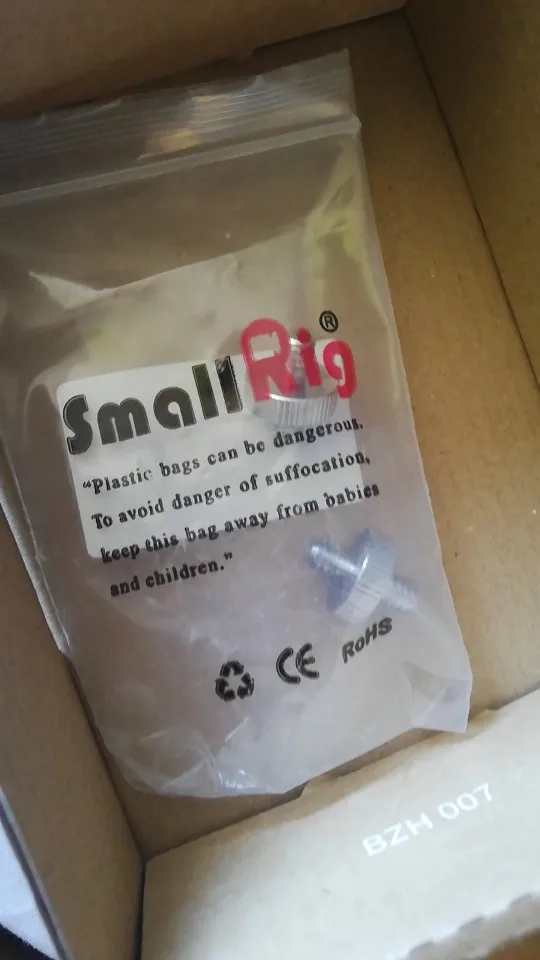 SmallRig®
“Plastic bags can be dangerous.
To avoid danger of suffocation,
keep this bag away from babies
and children.”
CE RoHS
BZH 007